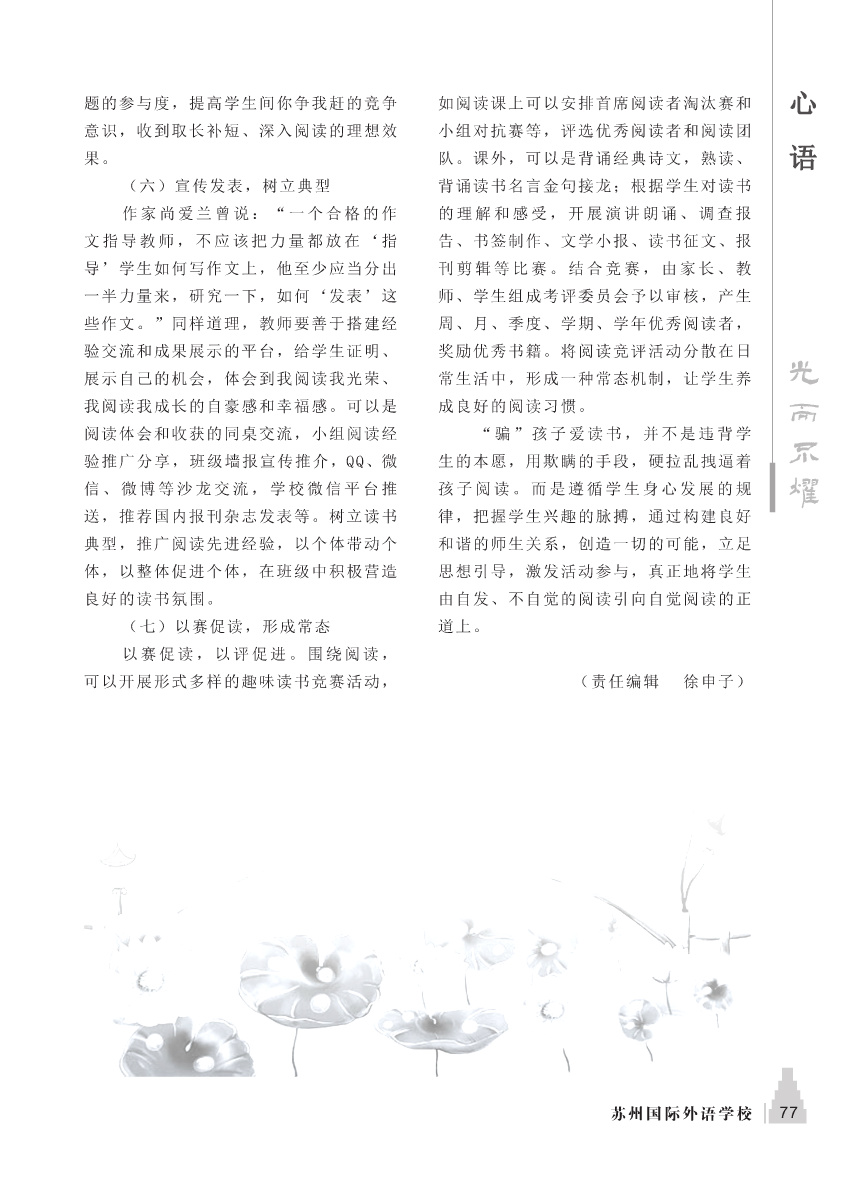 题的参与度，提高学生间你争我赶的竞争
意识，收到取长补短、深入阅读的理想效
果。
（六）宣传发表，树立典型
作家尚爱兰曾说：“一个合格的作
文指导教师，不应该把力量都放在‘指
导’学生如何写作文上，他至少应当分出
一半力量来，研究一下，如何‘发表’这
些作文。”同样道理，教师要善于搭建经
验交流和成果展示的平台，给学生证明、
展示自己的机会，体会到我阅读我光荣、
我阅读我成长的自豪感和幸福感。可以是
阅读体会和收获的同桌交流，小组阅读经
验推广分享，班级墙报宣传推介，QQ、微
信、微博等沙龙交流，学校微信平台推
送，推荐国内报刊杂志发表等。树立读书
典型，推广阅读先进经验，以个体带动个
体，以整体促进个体，在班级中积极营造
良好的读书氛围。
（七）以赛促读，形成常态
以赛促读，以评促进。围绕阅读，
可以开展形式多样的趣味读书竞赛活动，
如阅读课上可以安排首席阅读者淘汰赛和
小组对抗赛等，评选优秀阅读者和阅读团
队。课外，可以是背诵经典诗文，熟读、
背诵读书名言金句接龙；根据学生对读书
的理解和感受，开展演讲朗诵、调查报
告、书签制作、文学小报、读书征文、报
刊剪辑等比赛。结合竞赛，由家长、教
师、学生组成考评委员会予以审核，产生
周、月、季度、学期、学年优秀阅读者，
奖励优秀书籍。将阅读竞评活动分散在日
常生活中，形成一种常态机制，让学生养
成良好的阅读习惯。
“骗”孩子爱读书，并不是违背学
生的本愿，用欺瞒的手段，硬拉乱拽逼着
孩子阅读。而是遵循学生身心发展的规
律，把握学生兴趣的脉搏，通过构建良好
和谐的师生关系，创造一切的可能，立足
思想引导，激发活动参与，真正地将学生
由自发、不自觉的阅读引向自觉阅读的正
道上。
（责任编辑　徐申子）
心语
光而不耀
苏州国际外语学校
77